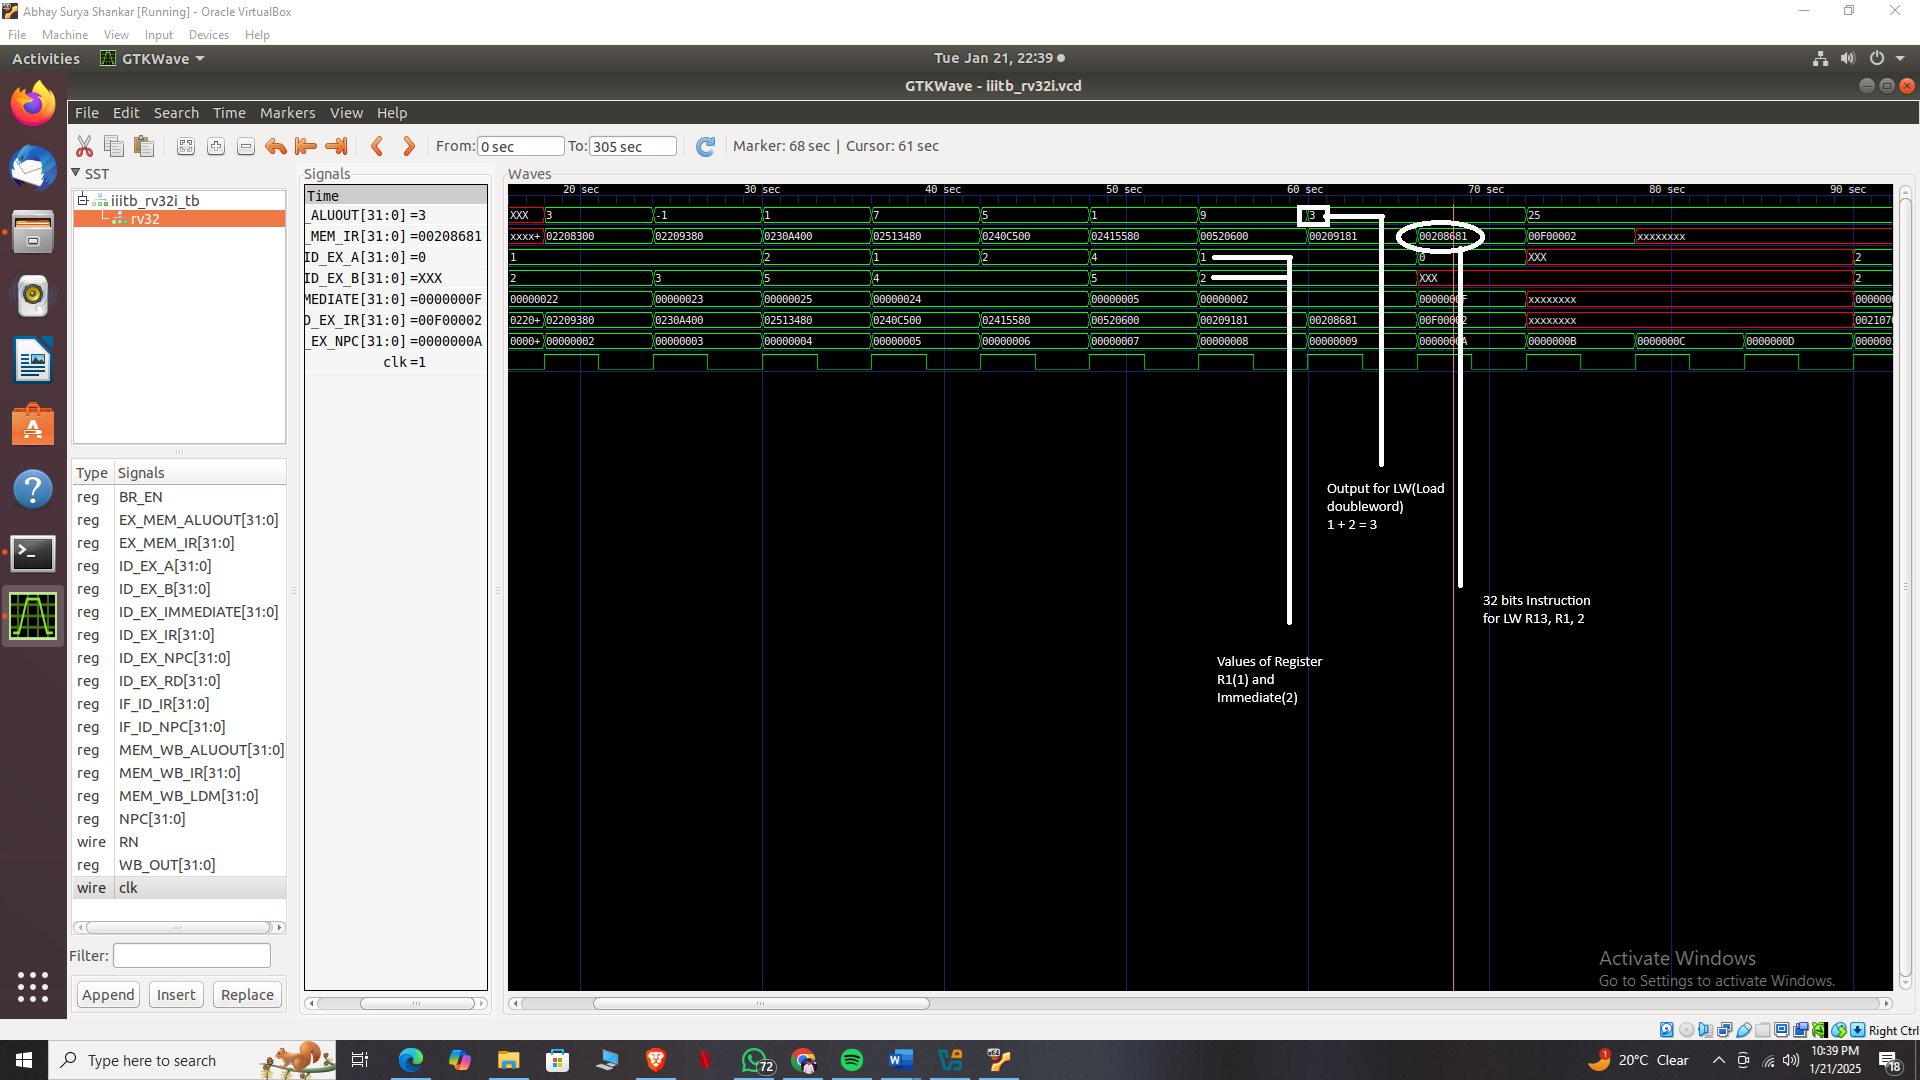 Abhay Surya Shankar [Running] - Oracle VirtualBox
File Machine View Input Devices Help
Activities GTKWave Tue Jan 21, 22:39
GTKWave - iiitb_rv32i.vcd
File Edit Search Time Markers View Help
From: 0 sec To: 305 sec Marker: 68 sec | Cursor: 61 sec
SST
iiitb_rv32i_tb
rv32
Type Signals
reg BR_EN
reg EX_MEM_ALUOUT[31:0]
reg EX_MEM_IR[31:0]
reg ID_EX_A[31:0]
reg ID_EX_B[31:0]
reg ID_EX_IMMEDIATE[31:0]
reg ID_EX_IR[31:0]
reg ID_EX_NPC[31:0]
reg ID_EX_RD[31:0]
reg IF_ID_IR[31:0]
reg IF_ID_NPC[31:0]
reg MEM_WB_ALUOUT[31:0]
reg MEM_WB_IR[31:0]
reg MEM_WB_LDM[31:0]
reg NPC[31:0]
wire RN
reg WB_OUT[31:0]
wire clk
Filter:
Append Insert Replace
Signals
Time
_ALUOUT[31:0] =3
_MEM_IR[31:0] =00208681
ID_EX_A[31:0] =0
ID_EX_B[31:0] =XXX
MEDIATE[31:0] =0000000F
D_EX_IR[31:0] =00F00002
_EX_NPC[31:0] =0000000A
clk =1
Waves
20 sec 30 sec 40 sec 50 sec 60 sec 70 sec 80 sec 90 sec
XXX 3 -1 1 7 5 1 9 3 25
xxxx+ 02208300 02209380 0230A400 02513480 0240C500 02415580 00520600 00209181 00208681 00F00002 xxxxxxxx
1 2 1 2 4 1 0 XXX 2
2 3 5 4 5 2 XXX 2
00000022 00000023 00000025 00000024 00000005 00000002 0000000F xxxxxxxx 000000
0220+ 02209380 0230A400 02513480 0240C500 02415580 00520600 00209181 00208681 00F00002 xxxxxxxx 002107
0000+ 00000002 00000003 00000004 00000005 00000006 00000007 00000008 00000009 0000000A 0000000B 0000000C 0000000D 000000
Output for LW(Load
doubleword)
1 + 2 = 3
32 bits Instruction
for LW R13, R1, 2
Values of Register
R1(1) and
Immediate(2)
Activate Windows
Go to Settings to activate Windows.
Right Ctrl
Type here to search
72
1
20°C Clear
10:39 PM
1/21/2025
18